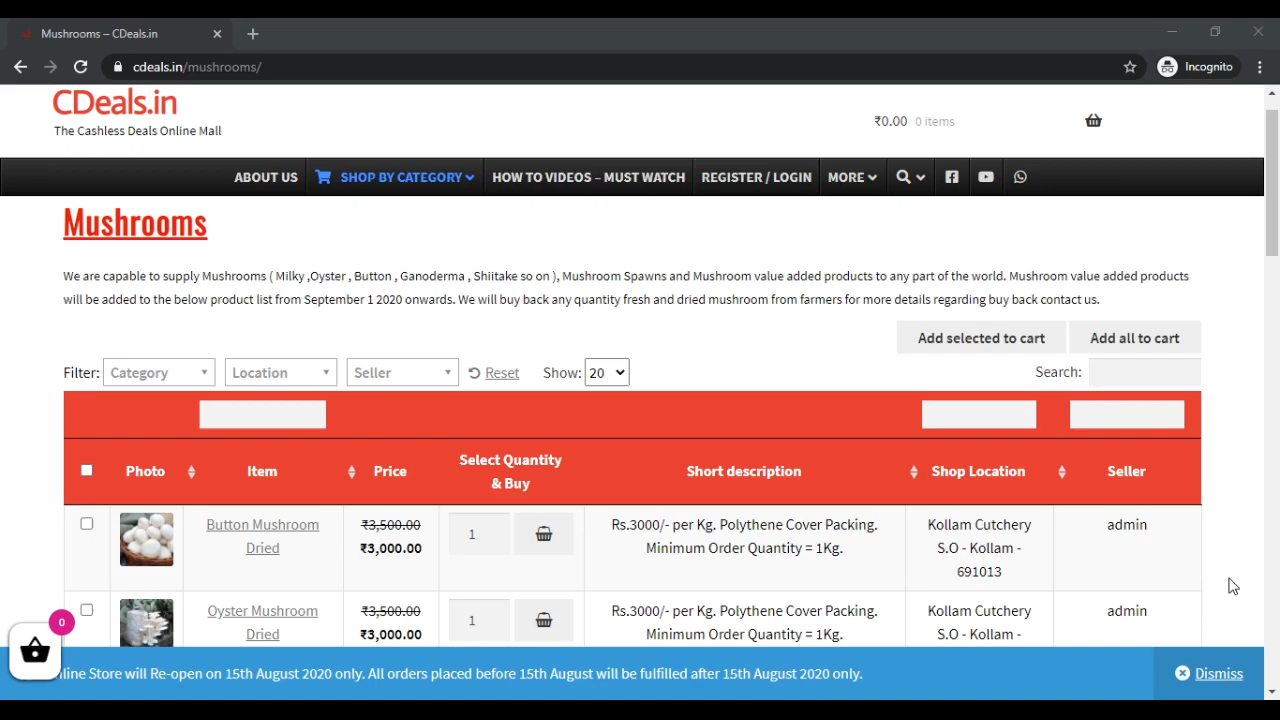 Mushrooms – CDeals.in
cdeals.in/mushrooms/
Incognito
CDeals.in
The Cashless Deals Online Mall
₹0.00 0 items
ABOUT US SHOP BY CATEGORY HOW TO VIDEOS – MUST WATCH REGISTER / LOGIN MORE
Mushrooms
We are capable to supply Mushrooms ( Milky ,Oyster , Button , Ganoderma , Shiitake so on ), Mushroom Spawns and Mushroom value added products to any part of the world. Mushroom value added products
will be added to the below product list from September 1 2020 onwards. We will buy back any quantity fresh and dried mushroom from farmers for more details regarding buy back contact us.
Add selected to cart Add all to cart
Filter: Category Location Seller Reset Show: 20 Search:
Photo Item Price Select Quantity & Buy Short description Shop Location Seller
Button Mushroom ₹3,500.00 1 Rs.3000/- per Kg. Polythene Cover Packing. Kollam Cutchery admin
Dried ₹3,000.00 Minimum Order Quantity = 1Kg. S.O - Kollam -
691013
Oyster Mushroom ₹3,500.00 1 Rs.3000/- per Kg. Polythene Cover Packing. Kollam Cutchery admin
Dried ₹3,000.00 Minimum Order Quantity = 1Kg. S.O - Kollam -
0
Store will Re-open on 15th August 2020 only. All orders placed before 15th August will be fulfilled after 15th August 2020 only. Dismiss